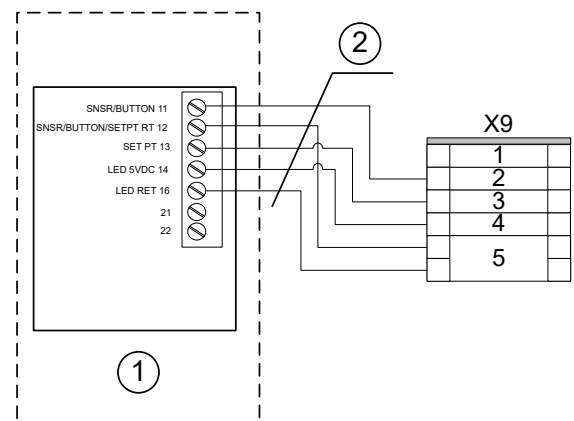 2
SNSR/BUTTON 11
SNSR/BUTTON/SETPT RT 12
SET PT 13
LED 5VDC 14
LED RET 16
21
22
X9
1
2
3
4
5
1